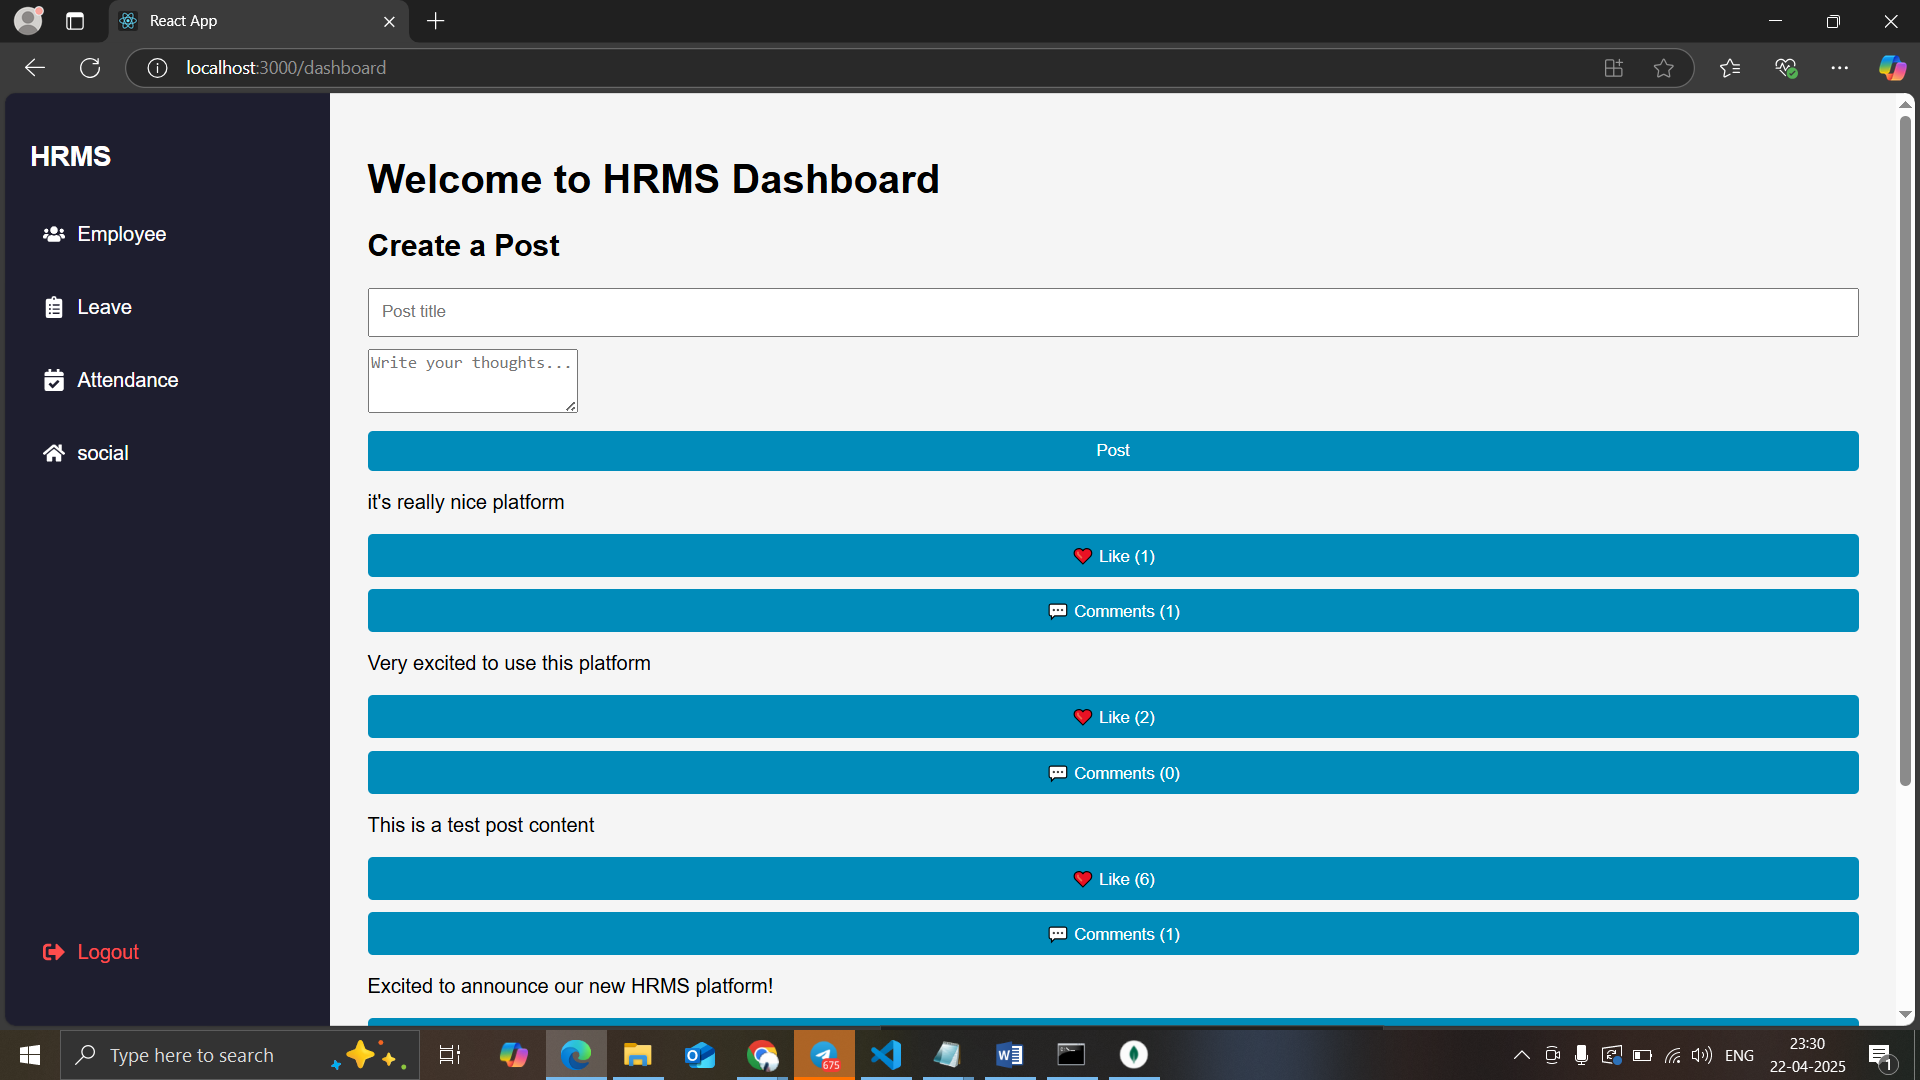 React App
localhost:3000/dashboard
HRMS
Employee
Leave
Attendance
social
Logout
Welcome to HRMS Dashboard
Create a Post
Post title
Write your thoughts...
Post
it's really nice platform
Like (1)
Comments (1)
Very excited to use this platform
Like (2)
Comments (0)
This is a test post content
Like (6)
Comments (1)
Excited to announce our new HRMS platform!
Type here to search
675
ENG
23:30
22-04-2025
1